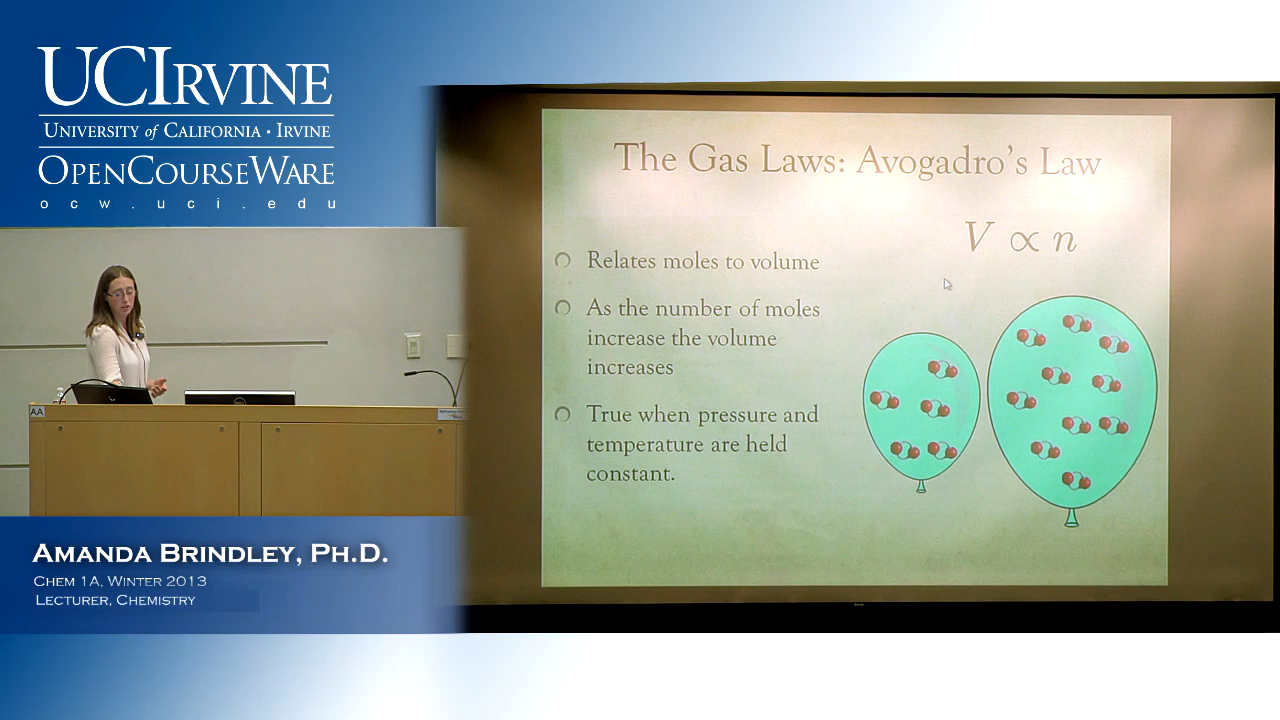 UCIRVINE
UNIVERSITY of CALIFORNIA · IRVINE
OPENCOURSEWARE
ocw.uci.edu
AA
AMANDA BRINDLEY, PH.D.
CHEM 1A, WINTER 2013
LECTURER, CHEMISTRY
The Gas Laws: Avogadro's Law
V ∝ n
Relates moles to volume
As the number of moles
increase the volume
increases
True when pressure and
temperature are held
constant.